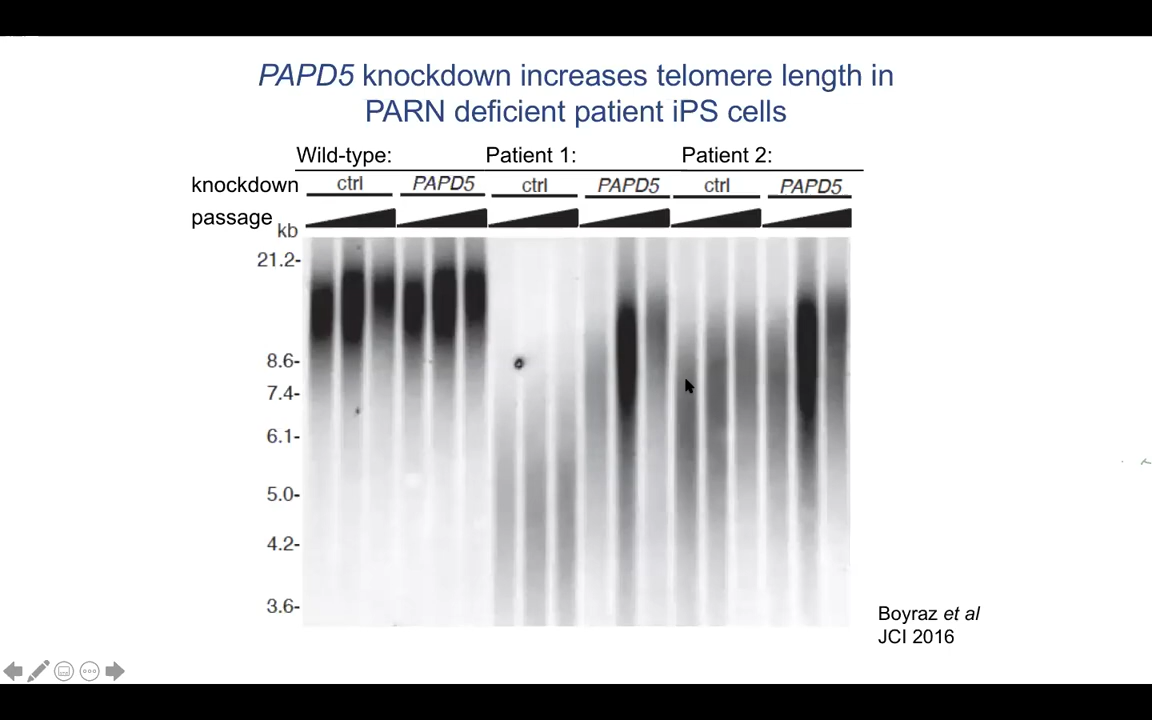 PAPD5 knockdown increases telomere length in
PARN deficient patient iPS cells
Wild-type: Patient 1: Patient 2:
knockdown ctrl PAPD5 ctrl PAPD5 ctrl PAPD5
passage
kb
21.2-
8.6-
7.4-
6.1-
5.0-
4.2-
3.6-
Boyraz et al
JCI 2016